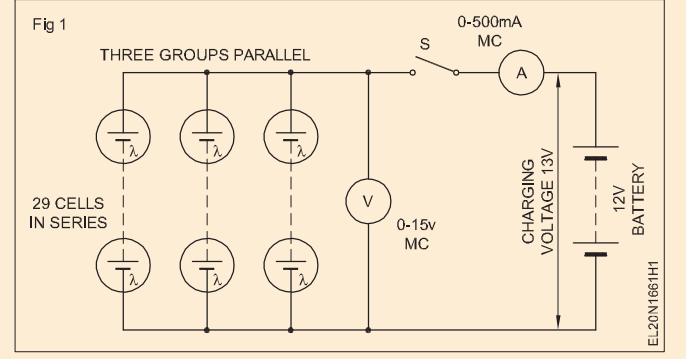 Fig 1
0-500mA
MC
THREE GROUPS PARALLEL
S
A
λ λ λ
29 CELLS
IN SERIES
V
0-15v
MC
CHARGING
VOLTAGE 13V
12V
BATTERY
λ λ λ
EL20N1661H1